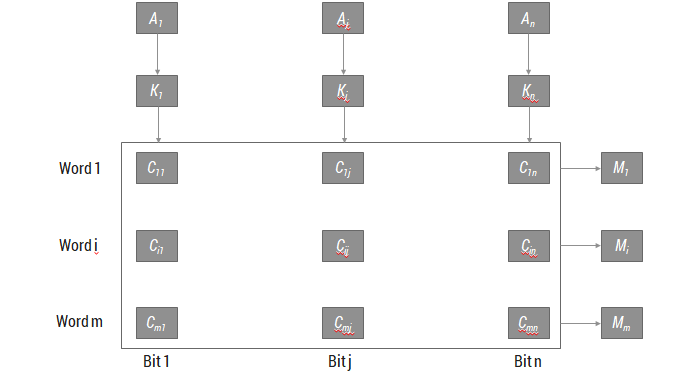 A1 Aj An
K1 Kj Kn
Word 1 C11 C1j C1n M1
Word i Ci1 Cij Cin Mi
Word m Cm1 Cmj Cmn Mm
Bit 1 Bit j Bit n